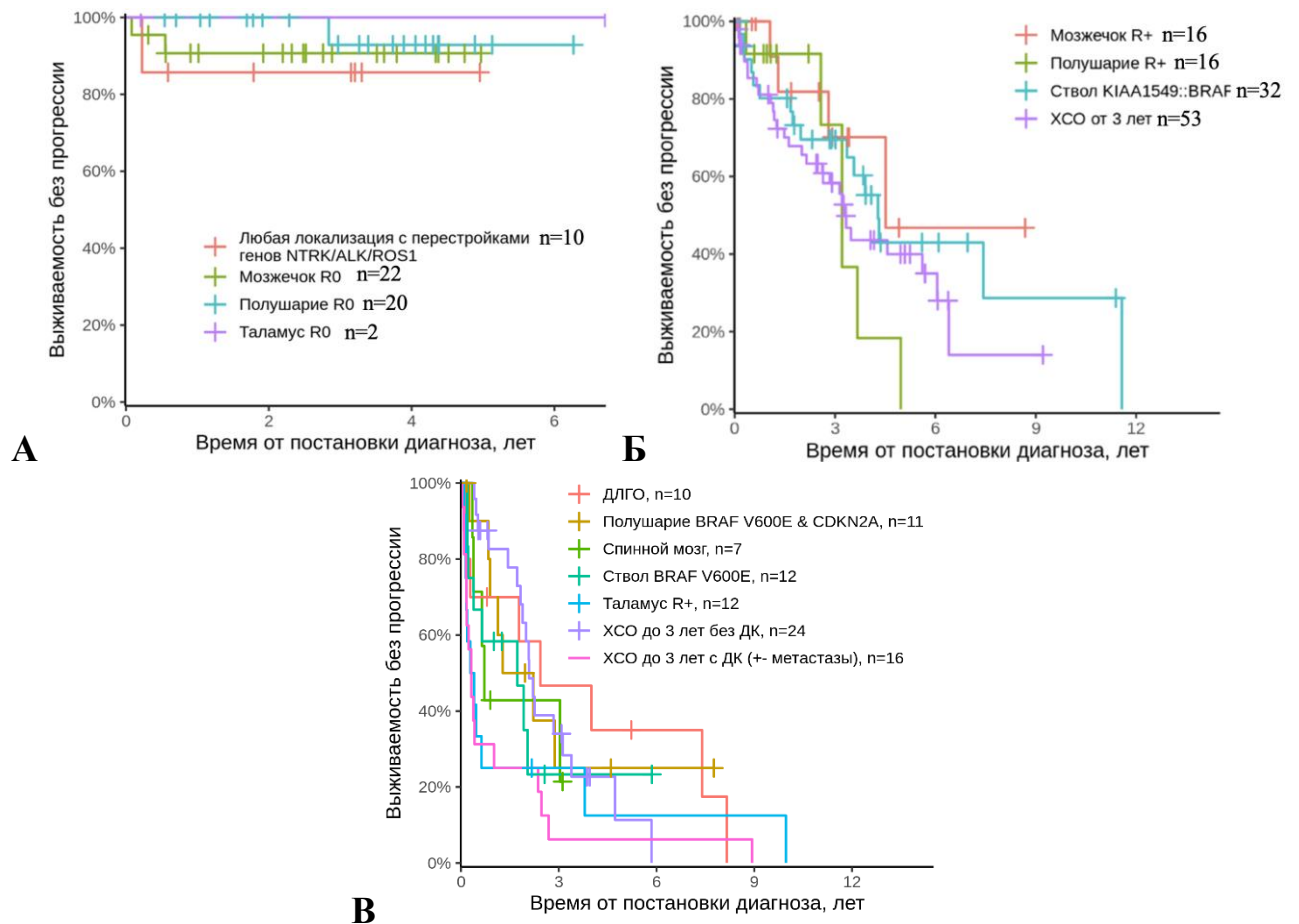 100%
80%
60%
40%
20%
0%
Выживаемость без прогрессии
Любая локализация с перестройками n=10
генов NTRK/ALK/ROS1
Мозжечок R0 n=22
Полушарие R0 n=20
Таламус R0 n=2
0 2 4 6
Время от постановки диагноза, лет
А
100%
80%
60%
40%
20%
0%
Выживаемость без прогрессии
Мозжечок R+ n=16
Полушарие R+ n=16
Ствол KIAA1549::BRAF n=32
ХСО от 3 лет n=53
0 3 6 9 12
Время от постановки диагноза, лет
Б
100%
80%
60%
40%
20%
0%
Выживаемость без прогрессии
ДЛГО, n=10
Полушарие BRAF V600E & CDKN2A, n=11
Спинной мозг, n=7
Ствол BRAF V600E, n=12
Таламус R+, n=12
ХСО до 3 лет без ДК, n=24
ХСО до 3 лет с ДК (+- метастазы), n=16
0 3 6 9 12
Время от постановки диагноза, лет
В